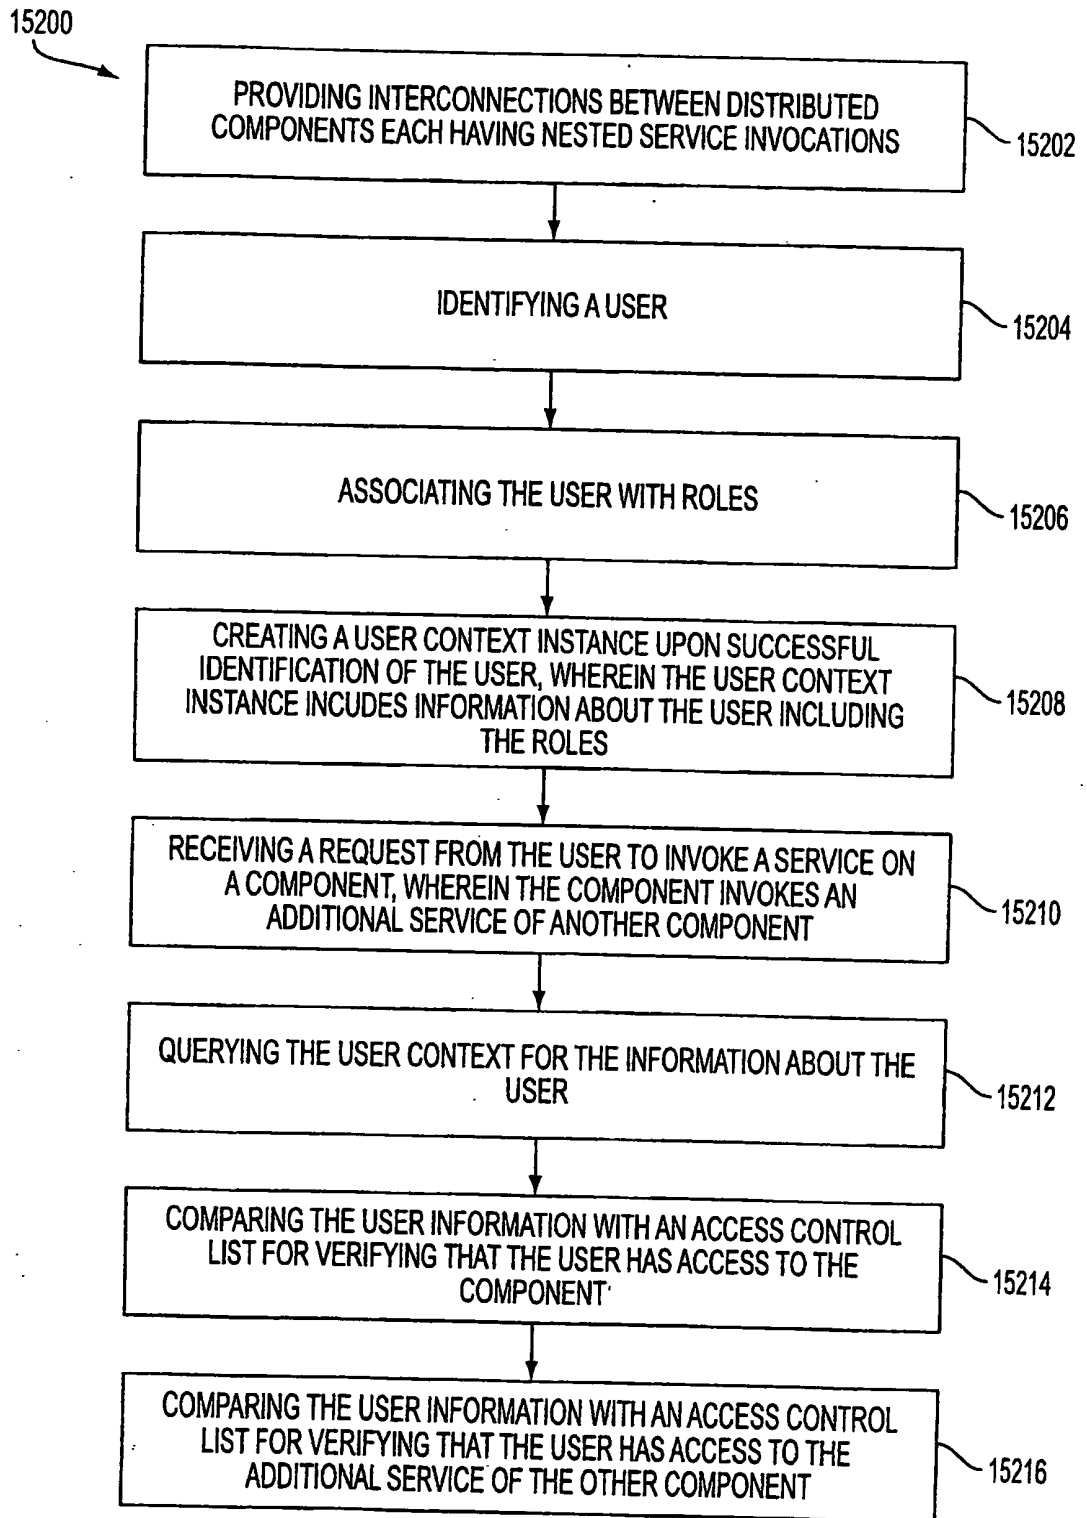 15200
PROVIDING INTERCONNECTIONS BETWEEN DISTRIBUTED
COMPONENTS EACH HAVING NESTED SERVICE INVOCATIONS
15202
IDENTIFYING A USER
15204
ASSOCIATING THE USER WITH ROLES
15206
CREATING A USER CONTEXT INSTANCE UPON SUCCESSFUL
IDENTIFICATION OF THE USER, WHEREIN THE USER CONTEXT
INSTANCE INCUDES INFORMATION ABOUT THE USER INCLUDING
THE ROLES
15208
RECEIVING A REQUEST FROM THE USER TO INVOKE A SERVICE ON
A COMPONENT, WHEREIN THE COMPONENT INVOKES AN
ADDITIONAL SERVICE OF ANOTHER COMPONENT
15210
QUERYING THE USER CONTEXT FOR THE INFORMATION ABOUT THE
USER
15212
COMPARING THE USER INFORMATION WITH AN ACCESS CONTROL
LIST FOR VERIFYING THAT THE USER HAS ACCESS TO THE
COMPONENT
15214
COMPARING THE USER INFORMATION WITH AN ACCESS CONTROL
LIST FOR VERIFYING THAT THE USER HAS ACCESS TO THE
ADDITIONAL SERVICE OF THE OTHER COMPONENT
15216